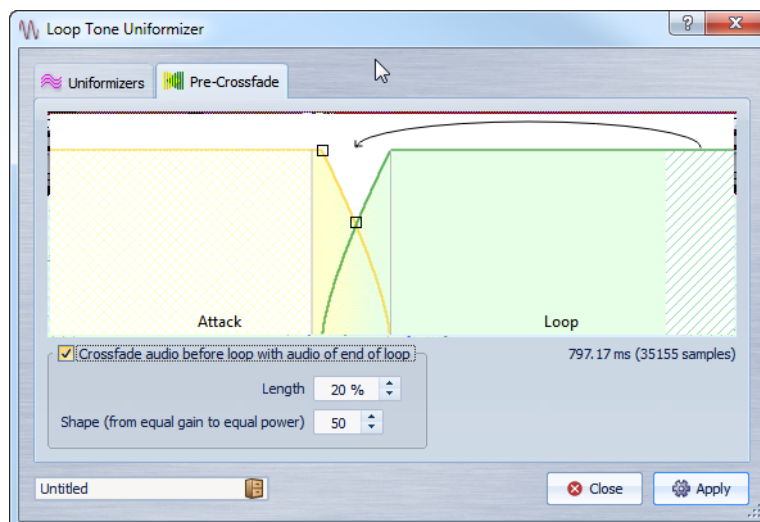 Loop Tone Uniformizer
Uniformizers
Pre-Crossfade
Attack
Loop
Crossfade audio before loop with audio of end of loop
797.17 ms (35155 samples)
Length 20 %
Shape (from equal gain to equal power) 50
Untitled
Close
Apply